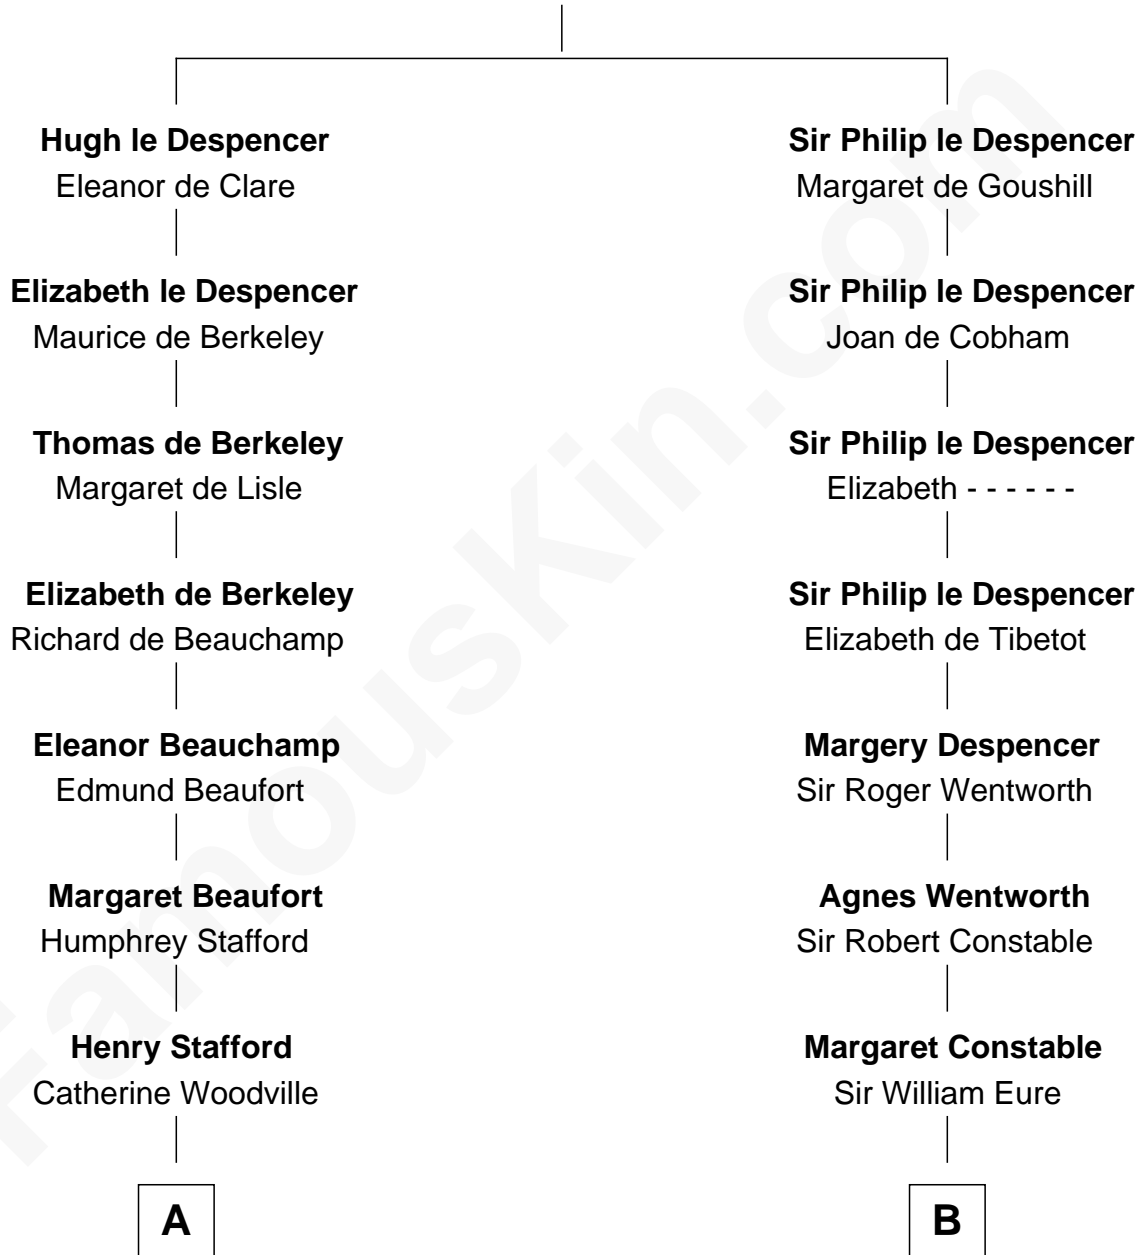 Hugh le Despencer
Eleanor de Clare
Elizabeth le Despencer
Maurice de Berkeley
Thomas de Berkeley
Margaret de Lisle
Elizabeth de Berkeley
Richard de Beauchamp
Eleanor Beauchamp
Edmund Beaufort
Margaret Beaufort
Humphrey Stafford
Henry Stafford
Catherine Woodville
A
Sir Philip le Despencer
Margaret de Goushill
Sir Philip le Despencer
Joan de Cobham
Sir Philip le Despencer
Elizabeth - - - - - -
Sir Philip le Despencer
Elizabeth de Tibetot
Margery Despencer
Sir Roger Wentworth
Agnes Wentworth
Sir Robert Constable
Margaret Constable
Sir William Eure
B
FamousKin.com